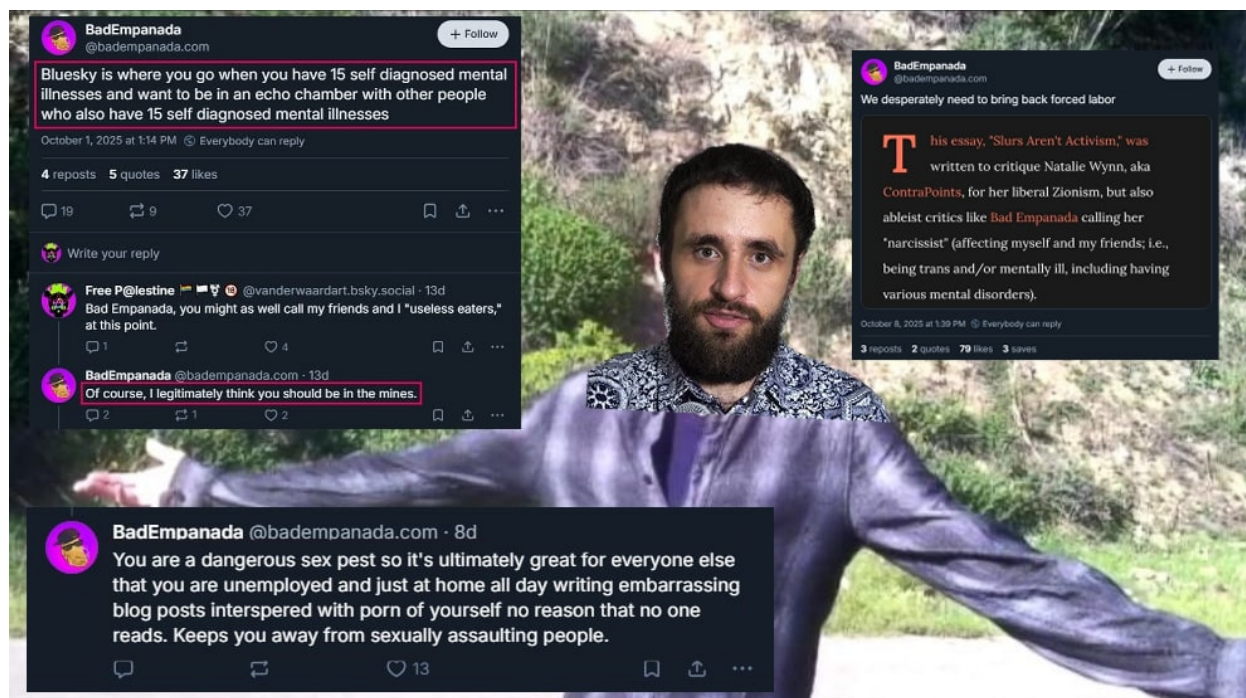 BadEmpanada
@badempanada.com
+ Follow
Bluesky is where you go when you have 15 self diagnosed mental
illnesses and want to be in an echo chamber with other people
who also have 15 self diagnosed mental illnesses
October 1, 2025 at 1:14 PM Everybody can reply
4 reposts 5 quotes 37 likes
19 9 37
Write your reply
Free P@lestine 🔞 @vanderwaardart.bsky.social · 13d
Bad Empanada, you might as well call my friends and I "useless eaters,"
at this point.
1 4
BadEmpanada @badempanada.com · 13d
Of course, I legitimately think you should be in the mines.
2 1 2
BadEmpanada
@badempanada.com
+ Follow
We desperately need to bring back forced labor
This essay, "Slurs Aren't Activism," was
written to critique Natalie Wynn, aka
ContraPoints, for her liberal Zionism, but also
ableist critics like Bad Empanada calling her
"narcissist" (affecting myself and my friends; i.e.,
being trans and/or mentally ill, including having
various mental disorders).
October 8, 2025 at 1:39 PM Everybody can reply
3 reposts 2 quotes 79 likes 3 saves
BadEmpanada @badempanada.com · 8d
You are a dangerous sex pest so it's ultimately great for everyone else
that you are unemployed and just at home all day writing embarrassing
blog posts interspered with porn of yourself no reason that no one
reads. Keeps you away from sexually assaulting people.
13